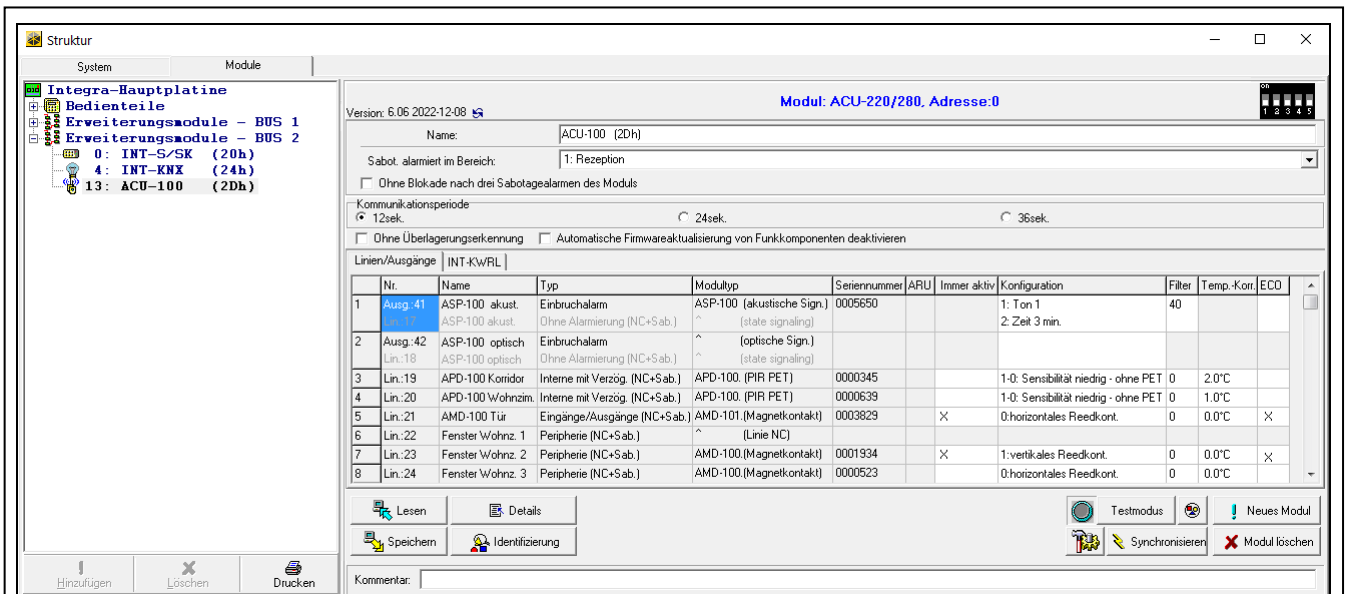 Struktur
System Module
Integra-Hauptplatine
Bedienteile
Erweiterungsmodule - BUS 1
Erweiterungsmodule - BUS 2
0: INT-S/SK (20h)
4: INT-KNX (24h)
13: ACU-100 (2Dh)
Hinzufügen Löschen Drucken
Version: 6.06 2022-12-08 Modul: ACU-220/280, Adresse:0
on
1 2 3 4 5
Name: ACU-100 (2Dh)
Sabot. alarmiert im Bereich: 1: Rezeption
Ohne Blokade nach drei Sabotagealarmen des Moduls
Kommunikationsperiode
12sek. 24sek. 36sek.
Ohne Überlagerungserkennung Automatische Firmwareaktualisierung von Funkkomponenten deaktivieren
Linien/Ausgänge INT-KWRL
Nr. Name Typ Modultyp Seriennummer ARU Immer aktiv Konfiguration Filter Temp.-Korr. ECO
1 Ausg.:41 ASP-100 akust. Einbruchalarm ASP-100 (akustische Sign.) 0005650 1: Ton 1 40
Lin.:17 ASP-100 akust. Ohne Alarmierung (NC+Sab.) ^ (state signaling) 2: Zeit 3 min.
2 Ausg.:42 ASP-100 optisch Einbruchalarm ^ (optische Sign.)
Lin.:18 ASP-100 optisch Ohne Alarmierung (NC+Sab.) ^ (state signaling)
3 Lin.:19 APD-100 Korridor Interne mit Verzög. (NC+Sab.) APD-100. (PIR PET) 0000345 1-0: Sensibilität niedrig - ohne PET 0 2.0°C
4 Lin.:20 APD-100 Wohnzim. Interne mit Verzög. (NC+Sab.) APD-100. (PIR PET) 0000639 1-0: Sensibilität niedrig - ohne PET 0 1.0°C
5 Lin.:21 AMD-100 Tür Eingänge/Ausgänge (NC+Sab.) AMD-101.(Magnetkontakt) 0003829 X 0:horizontales Reedkont. 0 0.0°C X
6 Lin.:22 Fenster Wohnz. 1 Peripherie (NC+Sab.) ^ (Linie NC)
7 Lin.:23 Fenster Wohnz. 2 Peripherie (NC+Sab.) AMD-100.(Magnetkontakt) 0001934 X 1:vertikales Reedkont. 0 0.0°C X
8 Lin.:24 Fenster Wohnz. 3 Peripherie (NC+Sab.) AMD-100.(Magnetkontakt) 0000523 0:horizontales Reedkont. 0 0.0°C
Lesen Details Testmodus Neues Modul
Speichern Identifizierung Synchronisieren Modul löschen
Kommentar: